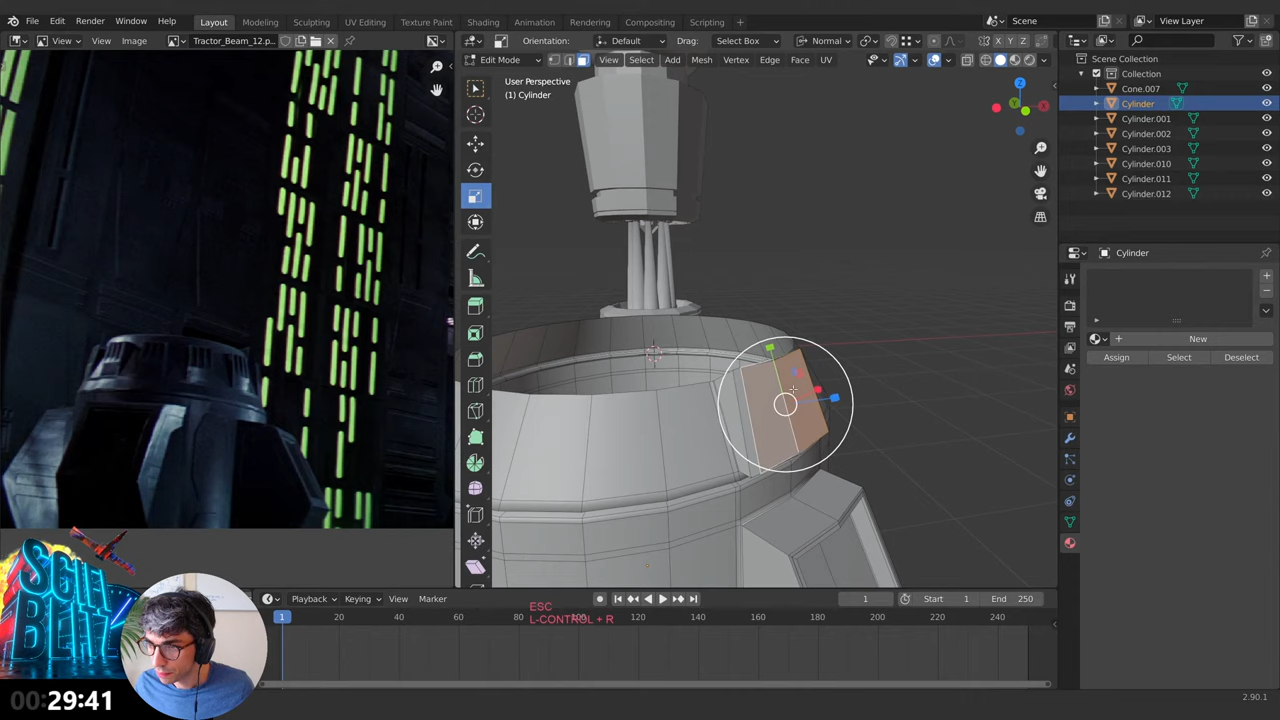 File Edit Render Window Help Layout Modeling Sculpting UV Editing Texture Paint Shading Animation Rendering Compositing Scripting + Scene View Layer
View View Image Tractor_Beam_12.p... Orientation: Default Drag: Select Box Normal X Y Z
Edit Mode View Select Add Mesh Vertex Edge Face UV
User Perspective
(1) Cylinder
Z
Y
X
Scene Collection
Collection
Cone.007
Cylinder
Cylinder.001
Cylinder.002
Cylinder.003
Cylinder.010
Cylinder.011
Cylinder.012
Cylinder
New
Assign Select Deselect
ESC
L-CONTROL + R
Playback Keying View Marker 1 Start 1 End 250
1 20 40 60 80 100 120 140 160 180 200 220 240
SCIFI
BLITZ
00:29:41
2.90.1